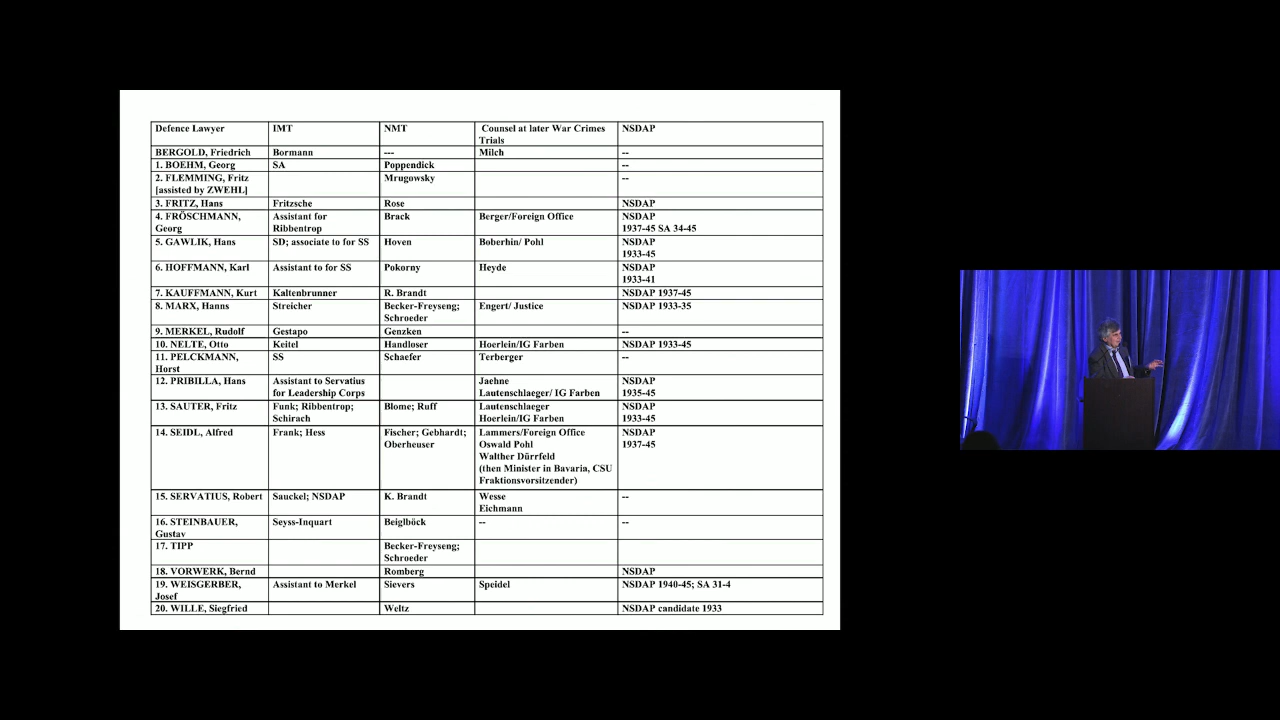 Defence Lawyer IMT NMT Counsel at later War Crimes Trials NSDAP
BERGOLD, Friedrich Bormann --- Milch --
1. BOEHM, Georg SA Poppendick --
2. FLEMMING, Fritz [assisted by ZWEHL] Mrugowsky --
3. FRITZ, Hans Fritzsche Rose NSDAP
4. FRÖSCHMANN, Georg Assistant for Ribbentrop Brack Berger/Foreign Office NSDAP 1937-45 SA 34-45
5. GAWLIK, Hans SD; associate to for SS Hoven Boberhin/ Pohl NSDAP 1933-45
6. HOFFMANN, Karl Assistant to for SS Pokorny Heyde NSDAP 1933-41
7. KAUFFMANN, Kurt Kaltenbrunner R. Brandt NSDAP 1937-45
8. MARX, Hanns Streicher Becker-Freyseng; Schroeder Engert/ Justice NSDAP 1933-35
9. MERKEL, Rudolf Gestapo Genzken --
10. NELTE, Otto Keitel Handloser Hoerlein/IG Farben NSDAP 1933-45
11. PELCKMANN, Horst SS Schaefer Terberger --
12. PRIBILLA, Hans Assistant to Servatius for Leadership Corps Jaehne Lautenschlaeger/ IG Farben NSDAP 1935-45
13. SAUTER, Fritz Funk; Ribbentrop; Schirach Blome; Ruff Lautenschlaeger Hoerlein/IG Farben NSDAP 1933-45
14. SEIDL, Alfred Frank; Hess Fischer; Gebhardt; Oberheuser Lammers/Foreign Office Oswald Pohl Walther Dürrfeld (then Minister in Bavaria, CSU Fraktionsvorsitzender) NSDAP 1937-45
15. SERVATIUS, Robert Sauckel; NSDAP K. Brandt Wesse Eichmann --
16. STEINBAUER, Gustav Seyss-Inquart Beiglböck -- --
17. TIPP Becker-Freyseng; Schroeder
18. VORWERK, Bernd Romberg NSDAP
19. WEISGERBER, Josef Assistant to Merkel Sievers Speidel NSDAP 1940-45; SA 31-4
20. WILLE, Siegfried Weltz NSDAP candidate 1933